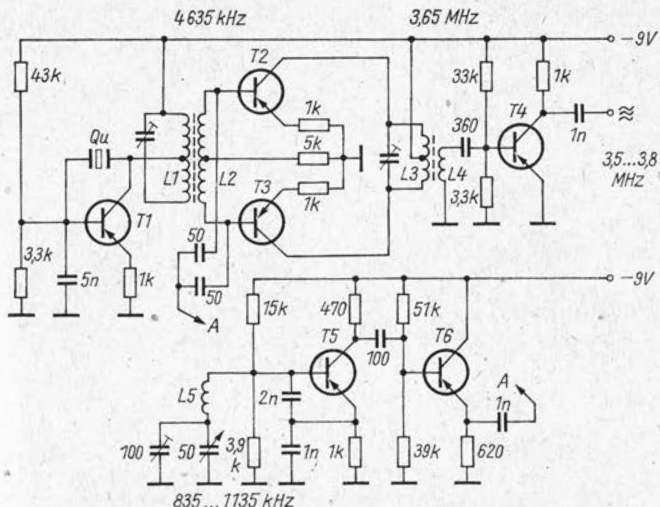 4 635 kHz
3,65 MHz
−9V
43k
T2
33k
1k
1k
Qu
5k
360
T4
1n
L1
L2
L3
L4
3,5...3,8
MHz
T3
1k
T1
50
3,3k
3,3k
5n
1k
50
A
−9V
15k
470
51k
T5
T6
100
A
L5
2n
1n
100
50
3,9
k
1n
1k
39k
620
835 ... 1135 kHz